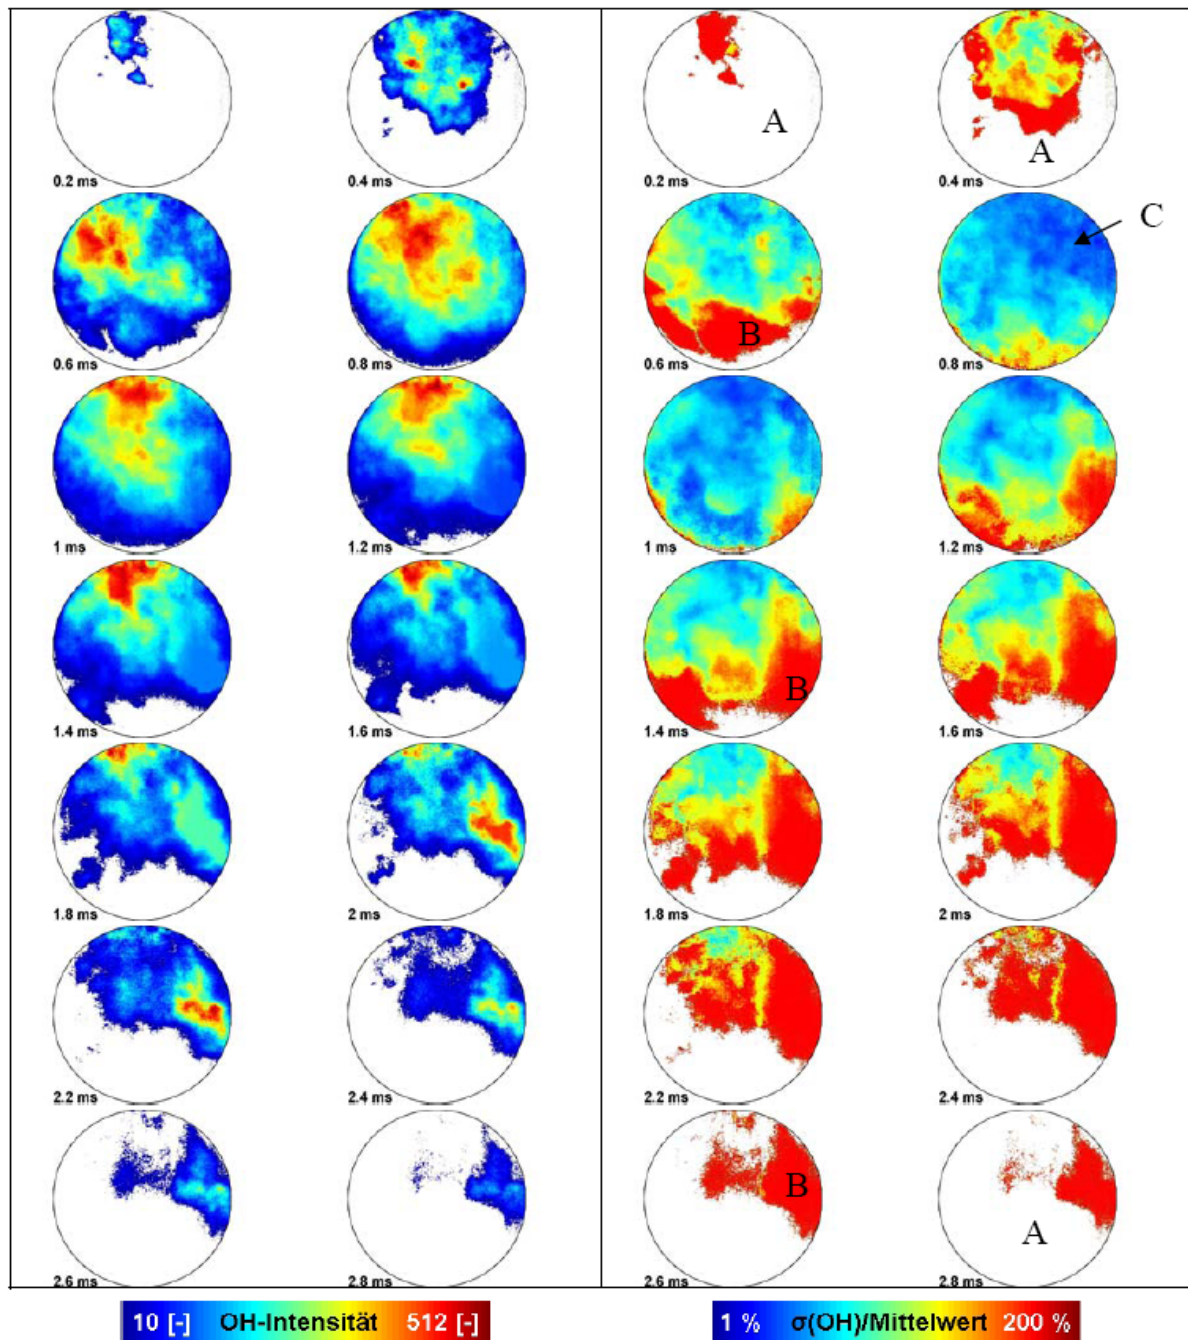 A
A
0.2 ms 0.4 ms 0.2 ms 0.4 ms
C
B
0.6 ms 0.8 ms 0.6 ms 0.8 ms
1 ms 1.2 ms 1 ms 1.2 ms
B
1.4 ms 1.6 ms 1.4 ms 1.6 ms
1.8 ms 2 ms 1.8 ms 2 ms
2.2 ms 2.4 ms 2.2 ms 2.4 ms
B
A
2.6 ms 2.8 ms 2.6 ms 2.8 ms
10 [-] OH-Intensität 512 [-] 1 % σ(OH)/Mittelwert 200 %